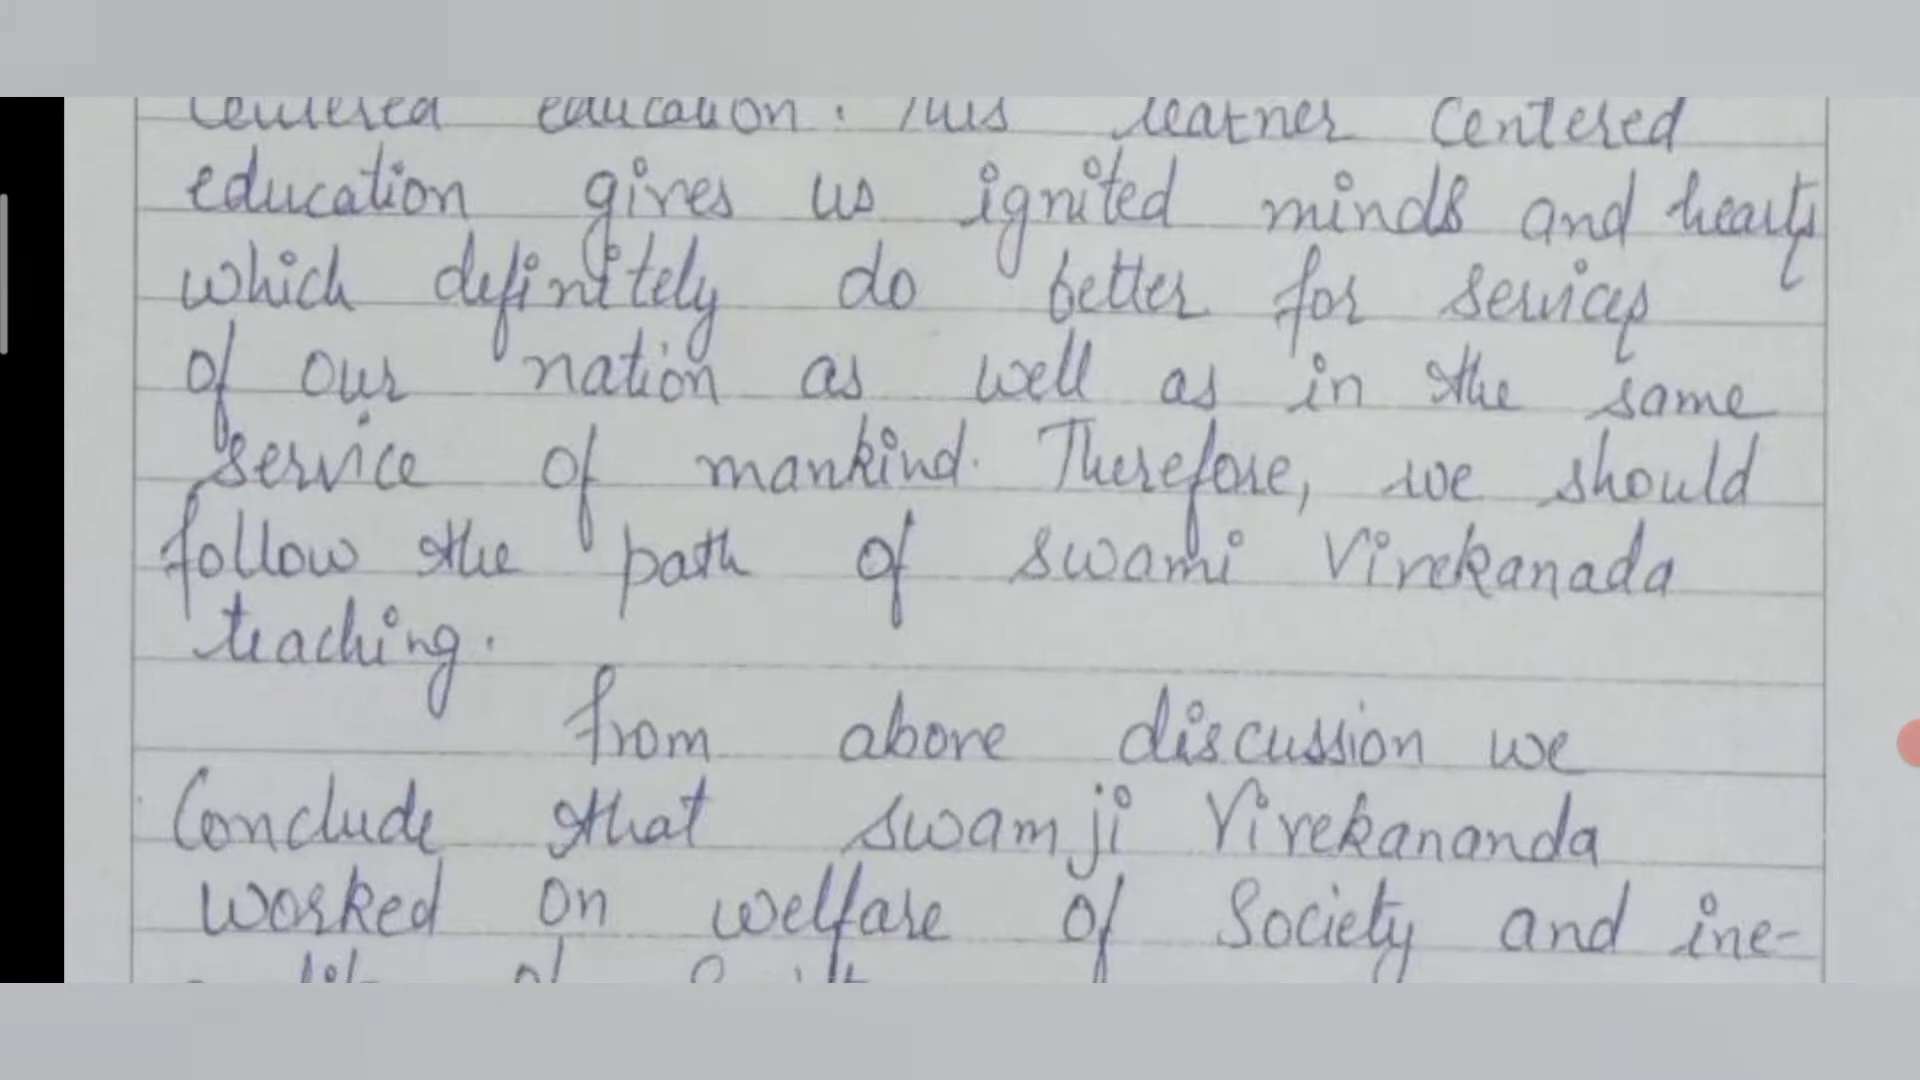 centered education. This learner centered
education gives us ignited minds and hearts
which definitely do better for services
of our nation as well as in the same
service of mankind. Therefore, we should
follow the path of swami Vivekanada
teaching.
from above discussion we
Conclude that swamji Vivekananda
worked on welfare of Society and ine-